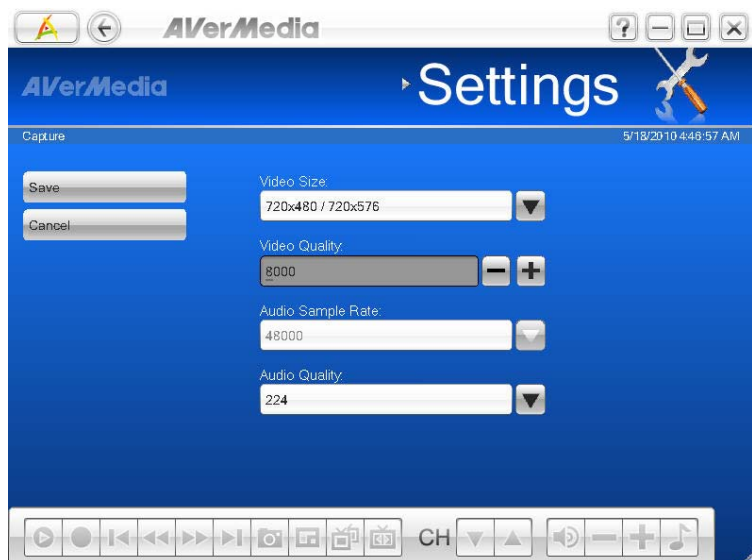 AVerMedia
AVerMedia
Settings
Capture
5/18/2010 4:46:57 AM
Save
Cancel
Video Size:
720x480 / 720x576
Video Quality:
8000
Audio Sample Rate:
48000
Audio Quality:
224
CH